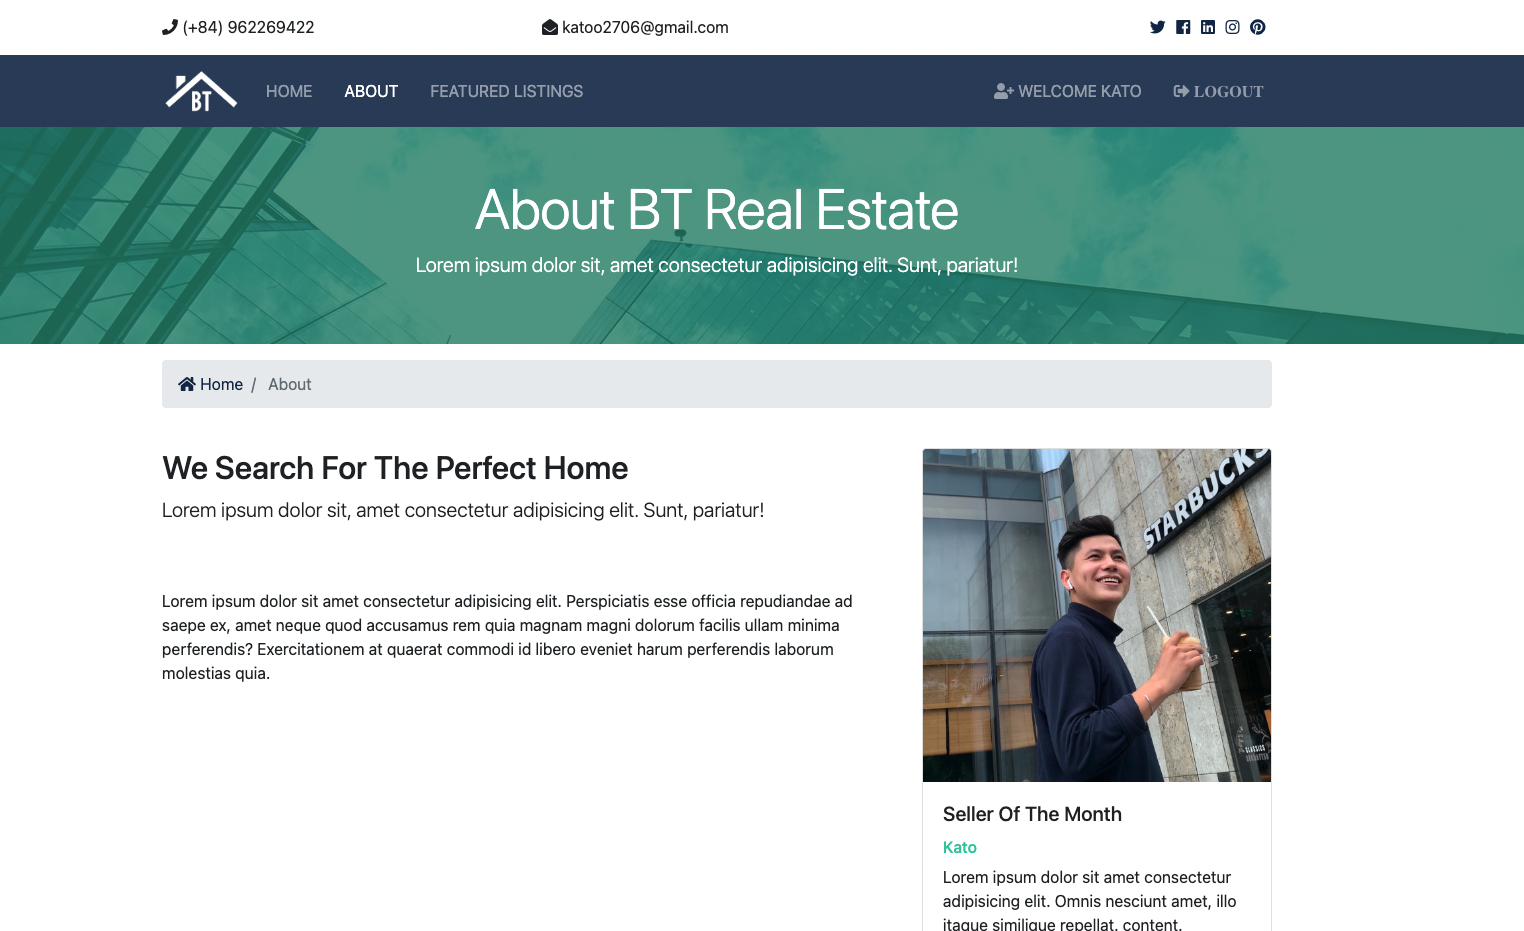 (+84) 962269422
katoo2706@gmail.com
BT
HOME
ABOUT
FEATURED LISTINGS
WELCOME KATO
LOGOUT
About BT Real Estate
Lorem ipsum dolor sit, amet consectetur adipisicing elit. Sunt, pariatur!
Home / About
We Search For The Perfect Home
Lorem ipsum dolor sit, amet consectetur adipisicing elit. Sunt, pariatur!
Lorem ipsum dolor sit amet consectetur adipisicing elit. Perspiciatis esse officia repudiandae ad
saepe ex, amet neque quod accusamus rem quia magnam magni dolorum facilis ullam minima
perferendis? Exercitationem at quaerat commodi id libero eveniet harum perferendis laborum
molestias quia.
STARBUCKS
Seller Of The Month
Kato
Lorem ipsum dolor sit amet consectetur
adipisicing elit. Omnis nesciunt amet, illo
itaque similique repellat, content.